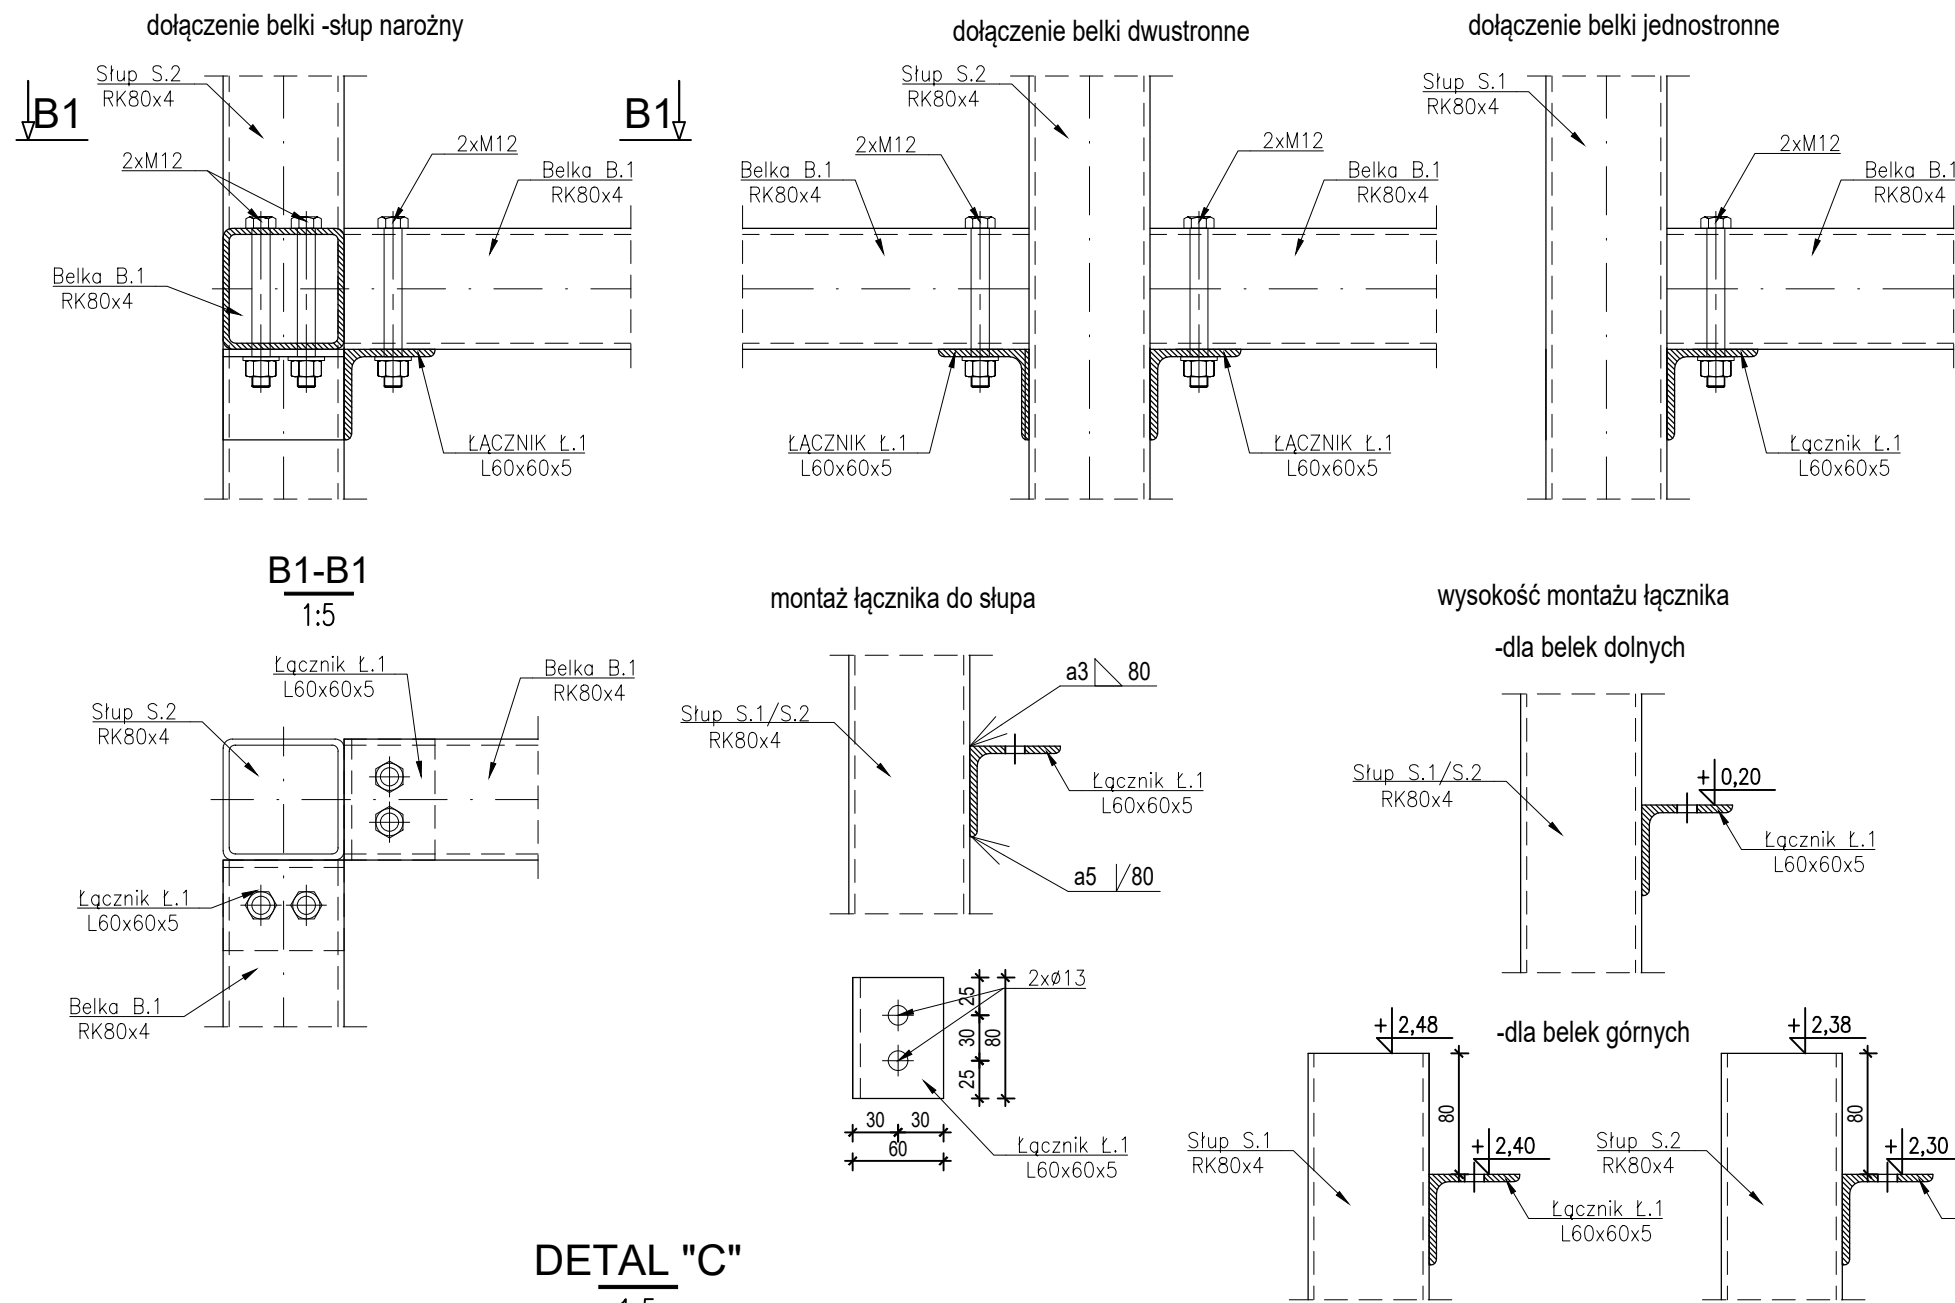 dołączenie belki -słup narożny
dołączenie belki dwustronne
dołączenie belki jednostronne
Słup S.2
RK80x4
B1
B1
2xM12
2xM12
Belka B.1
RK80x4
Belka B.1
RK80x4
ŁĄCZNIK Ł.1
L60x60x5
Słup S.2
RK80x4
Belka B.1
RK80x4
2xM12
2xM12
Belka B.1
RK80x4
ŁĄCZNIK Ł.1
L60x60x5
ŁĄCZNIK Ł.1
L60x60x5
Słup S.1
RK80x4
2xM12
Belka B.1
RK80x4
Łącznik Ł.1
L60x60x5
B1-B1
1:5
Łącznik Ł.1
L60x60x5
Belka B.1
RK80x4
Słup S.2
RK80x4
Łącznik Ł.1
L60x60x5
Belka B.1
RK80x4
montaż łącznika do słupa
a3 80
Słup S.1/S.2
RK80x4
Łącznik Ł.1
L60x60x5
a5 80
2xø13
25
30
80
25
30 30
60
Łącznik Ł.1
L60x60x5
wysokość montażu łącznika
-dla belek dolnych
Słup S.1/S.2
RK80x4
+0,20
Łącznik Ł.1
L60x60x5
-dla belek górnych
+2,48
80
Słup S.1
RK80x4
+2,40
Łącznik Ł.1
L60x60x5
+2,38
80
Słup S.2
RK80x4
+2,30
DETAL "C"